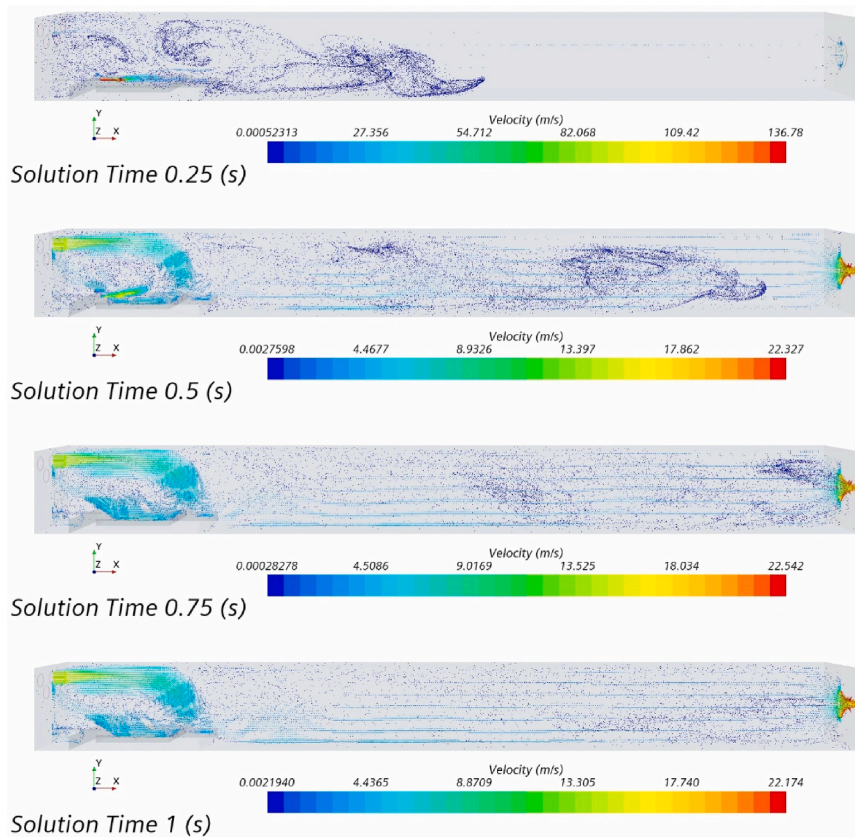 Y
Z X
Velocity (m/s)
0.00052313 27.356 54.712 82.068 109.42 136.78
Solution Time 0.25 (s)
Y
Z X
Velocity (m/s)
0.0027598 4.4677 8.9326 13.397 17.862 22.327
Solution Time 0.5 (s)
Y
Z X
Velocity (m/s)
0.00028278 4.5086 9.0169 13.525 18.034 22.542
Solution Time 0.75 (s)
Y
Z X
Velocity (m/s)
0.0021940 4.4365 8.8709 13.305 17.740 22.174
Solution Time 1 (s)